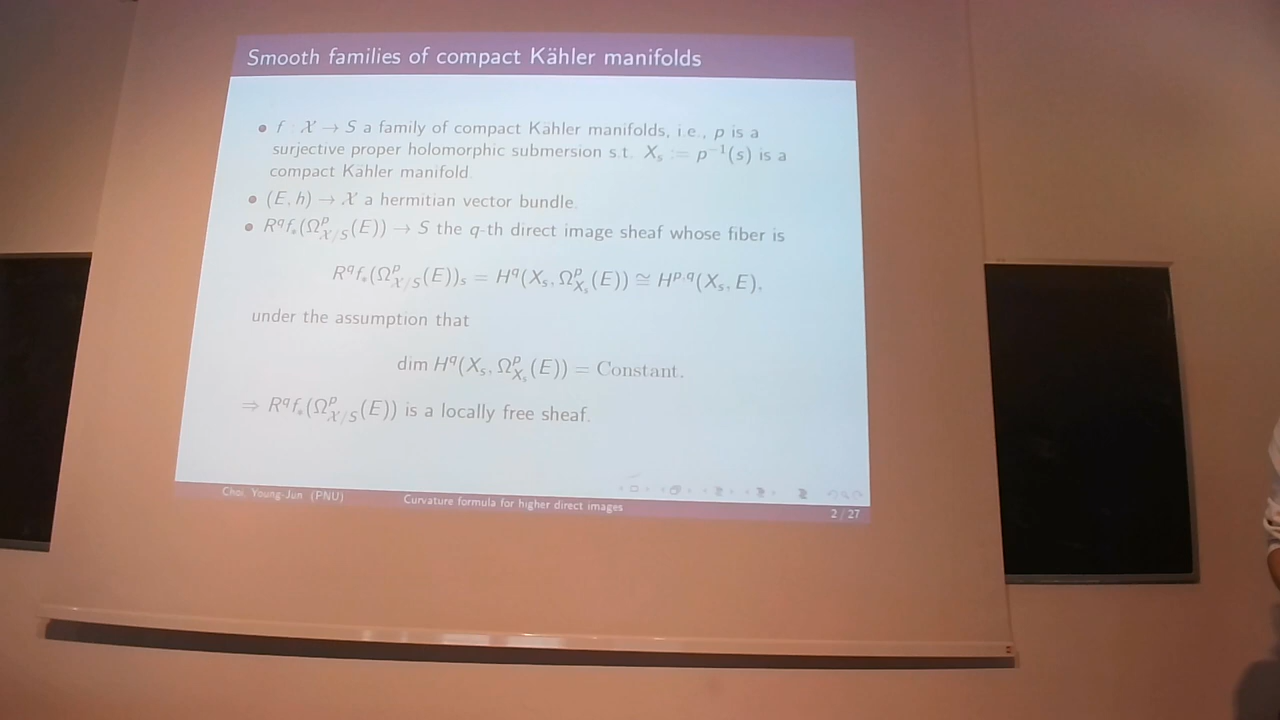 Smooth families of compact Kähler manifolds
• f : 𝒳 → S a family of compact Kähler manifolds, i.e., p is a
surjective proper holomorphic submersion s.t. Xₛ := p⁻¹(s) is a
compact Kähler manifold.
• (E, h) → 𝒳 a hermitian vector bundle.
• R^q f_*(Ω^p_{𝒳/S}(E)) → S the q-th direct image sheaf whose fiber is
R^q f_*(Ω^p_{𝒳/S}(E))_s = H^q(X_s, Ω^p_{X_s}(E)) ≅ H^{p,q}(X_s, E),
under the assumption that
dim H^q(X_s, Ω^p_{X_s}(E)) = Constant.
⇒ R^q f_*(Ω^p_{𝒳/S}(E)) is a locally free sheaf.
Choi, Young-Jun (PNU) Curvature formula for higher direct images 2 / 27